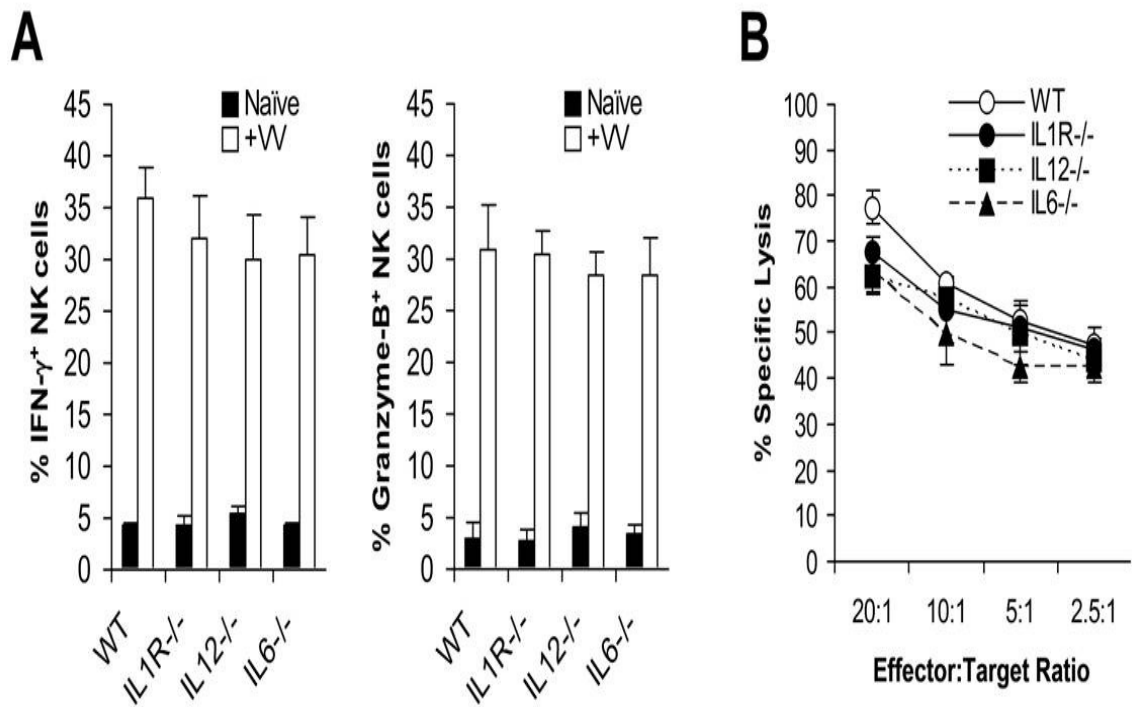 A
Naïve
+VV
% IFN-γ+ NK cells
45
40
35
30
25
20
15
10
5
0
WT
IL1R-/-
IL12-/-
IL6-/-
Naïve
+VV
% Granzyme-B+ NK cells
45
40
35
30
25
20
15
10
5
0
WT
IL1R-/-
IL12-/-
IL6-/-
B
WT
IL1R-/-
IL12-/-
IL6-/-
% Specific Lysis
100
90
80
70
60
50
40
30
20
10
0
20:1 10:1 5:1 2.5:1
Effector:Target Ratio